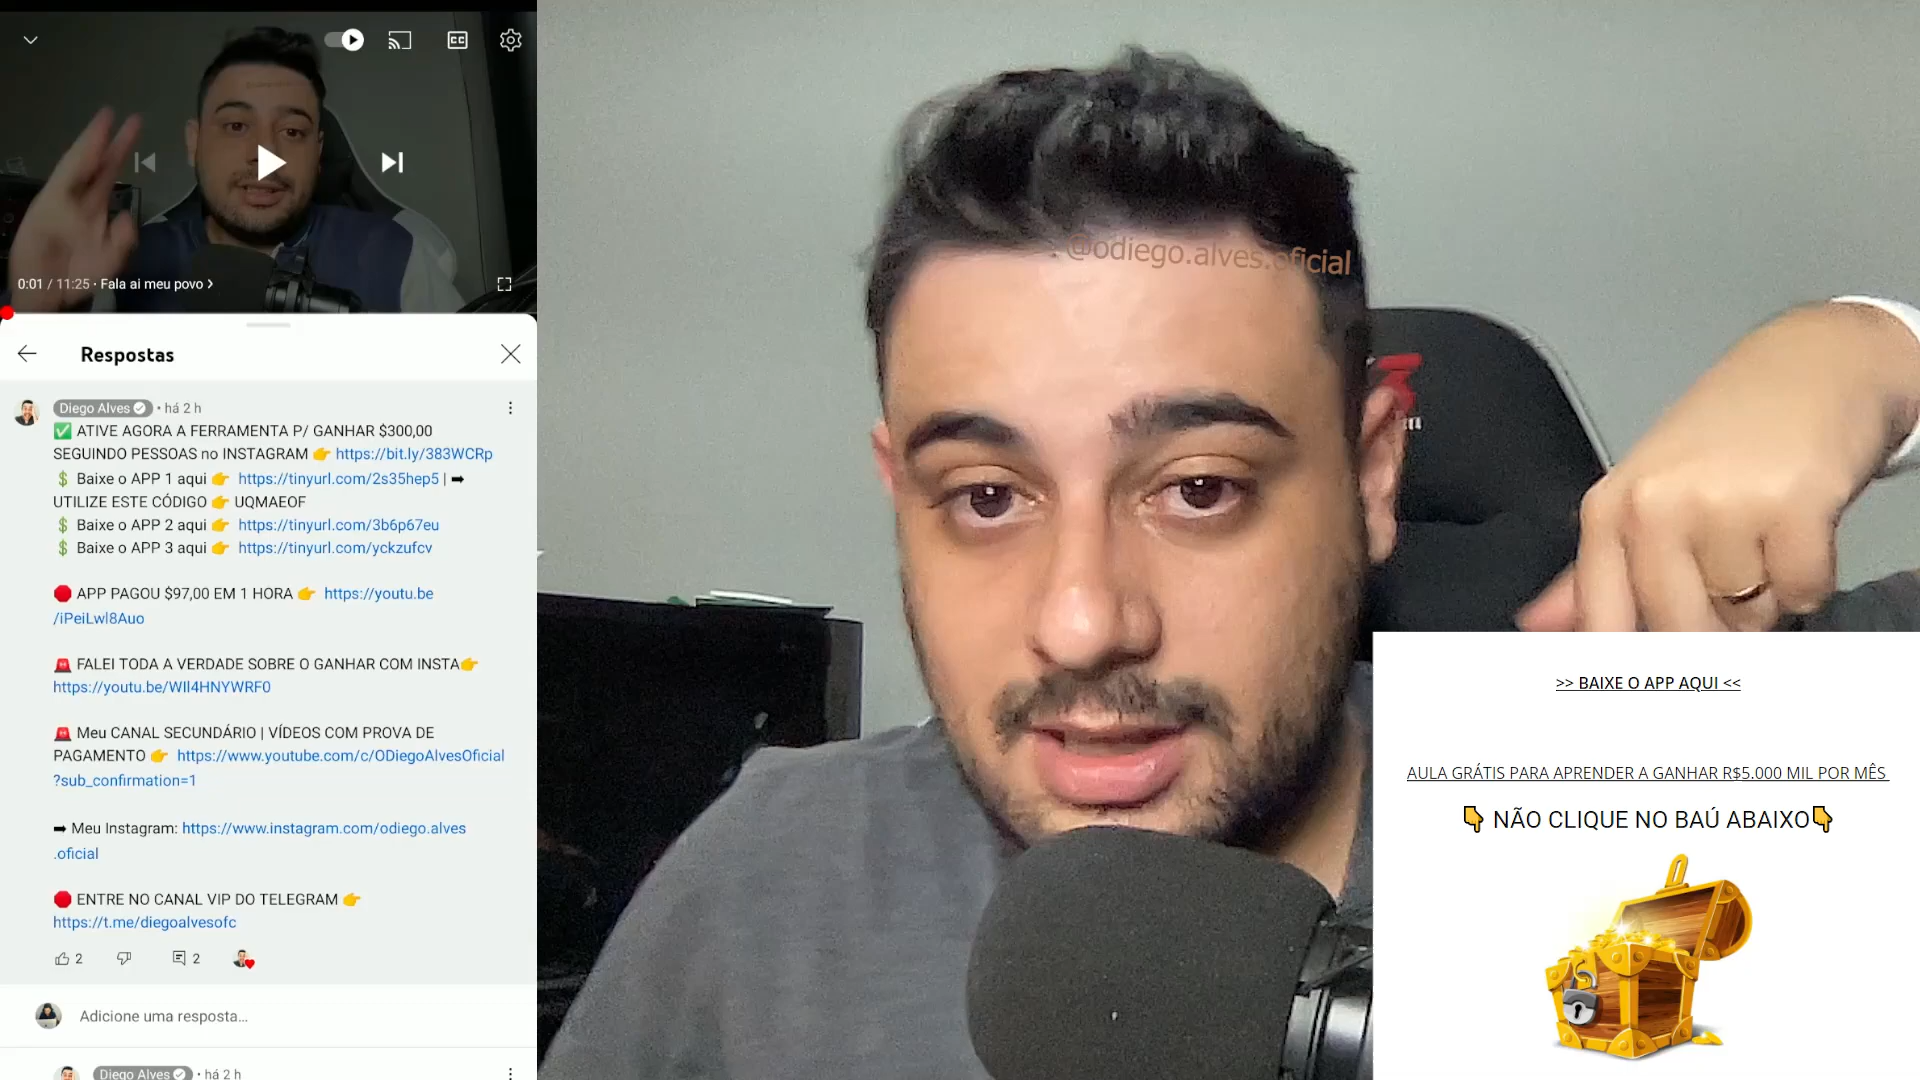 0:01 / 11:25 · Fala ai meu povo >
Respostas
Diego Alves · há 2 h
✅ ATIVE AGORA A FERRAMENTA P/ GANHAR $300,00
SEGUINDO PESSOAS no INSTAGRAM 👉 https://bit.ly/383WCRp
💲 Baixe o APP 1 aqui 👉 https://tinyurl.com/2s35hep5 | ➡
UTILIZE ESTE CÓDIGO 👉 UQMAEOF
💲 Baixe o APP 2 aqui 👉 https://tinyurl.com/3b6p67eu
💲 Baixe o APP 3 aqui 👉 https://tinyurl.com/yckzufcv
🛑 APP PAGOU $97,00 EM 1 HORA 👉 https://youtu.be
/iPeiLwl8Auo
🚨 FALEI TODA A VERDADE SOBRE O GANHAR COM INSTA👉
https://youtu.be/WIl4HNYWRF0
🚨 Meu CANAL SECUNDÁRIO | VÍDEOS COM PROVA DE
PAGAMENTO 👉 https://www.youtube.com/c/ODiegoAlvesOficial
?sub_confirmation=1
➡ Meu Instagram: https://www.instagram.com/odiego.alves
.oficial
🛑 ENTRE NO CANAL VIP DO TELEGRAM 👉
https://t.me/diegoalvesofc
2 2
Adicione uma resposta...
Diego Alves · há 2 h
@odiego.alves.oficial
>> BAIXE O APP AQUI <<
AULA GRÁTIS PARA APRENDER A GANHAR R$5.000 MIL POR MÊS
👇 NÃO CLIQUE NO BAÚ ABAIXO👇